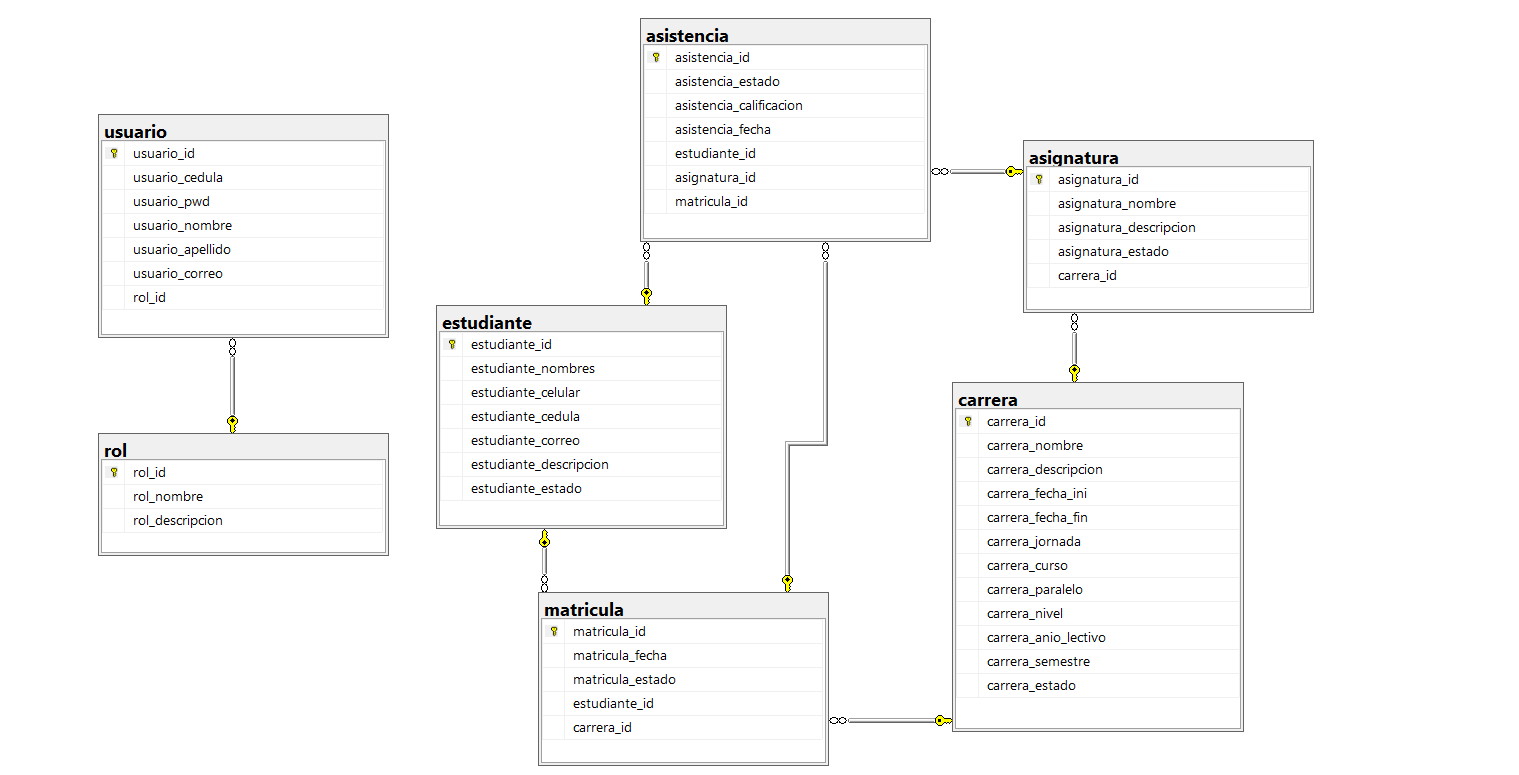 asistencia
asistencia_id
asistencia_estado
asistencia_calificacion
asistencia_fecha
estudiante_id
asignatura_id
matricula_id
usuario
usuario_id
usuario_cedula
usuario_pwd
usuario_nombre
usuario_apellido
usuario_correo
rol_id
asignatura
asignatura_id
asignatura_nombre
asignatura_descripcion
asignatura_estado
carrera_id
estudiante
estudiante_id
estudiante_nombres
estudiante_celular
estudiante_cedula
estudiante_correo
estudiante_descripcion
estudiante_estado
carrera
carrera_id
carrera_nombre
carrera_descripcion
carrera_fecha_ini
carrera_fecha_fin
carrera_jornada
carrera_curso
carrera_paralelo
carrera_nivel
carrera_anio_lectivo
carrera_semestre
carrera_estado
rol
rol_id
rol_nombre
rol_descripcion
matricula
matricula_id
matricula_fecha
matricula_estado
estudiante_id
carrera_id